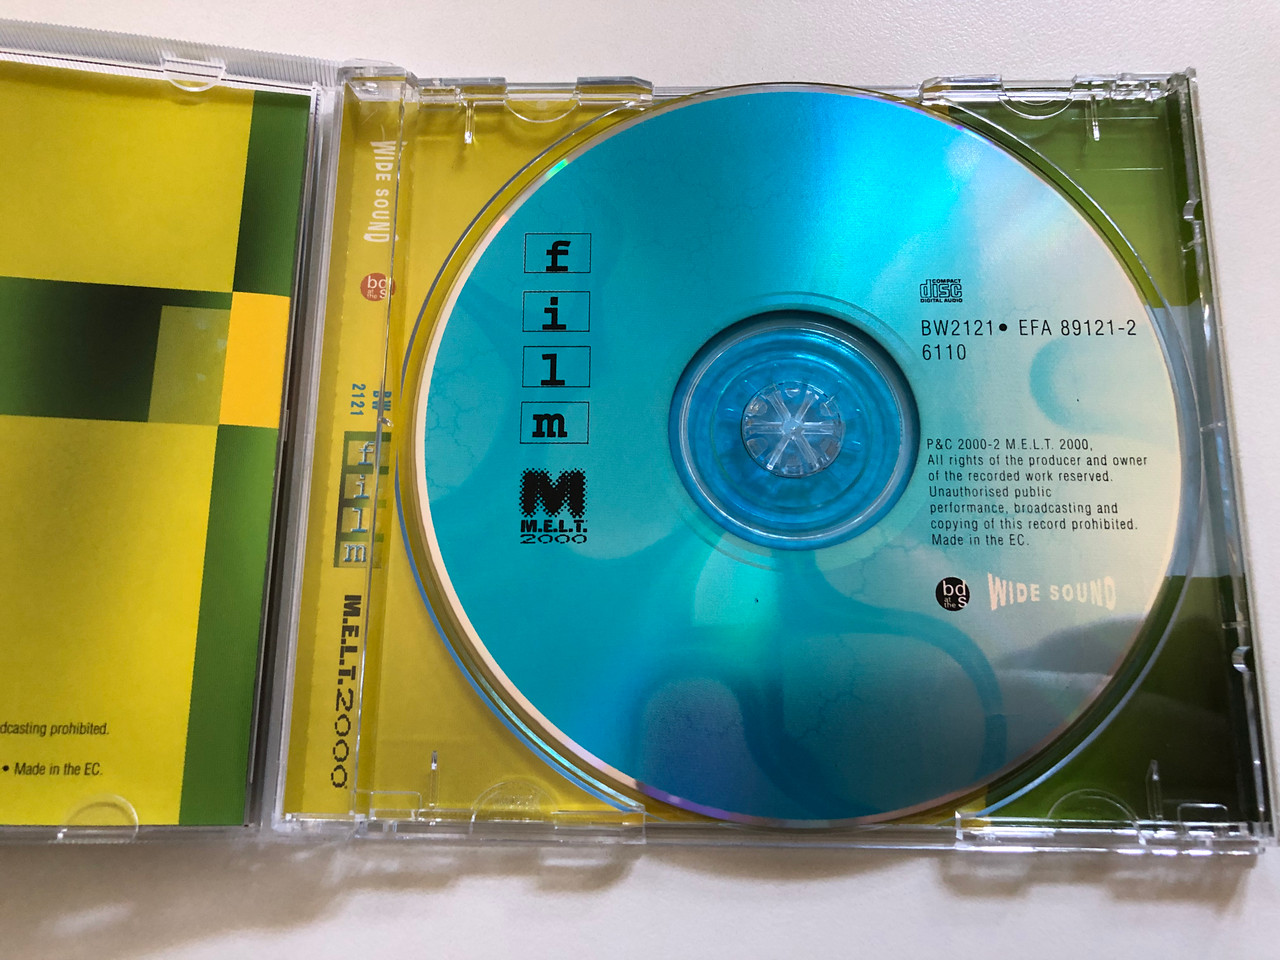 dcasting prohibited.
• Made in the EC.
WIDE SOUND
bd
at the s
BW
2121
film
M.E.L.T.2000
f
i
l
m
M
M.E.L.T.
2000
COMPACT
disc
DIGITAL AUDIO
BW2121• EFA 89121-2
6110
P&C 2000-2 M.E.L.T. 2000,
All rights of the producer and owner
of the recorded work reserved.
Unauthorised public
performance, broadcasting and
copying of this record prohibited.
Made in the EC.
bd
at the s
WIDE SOUND